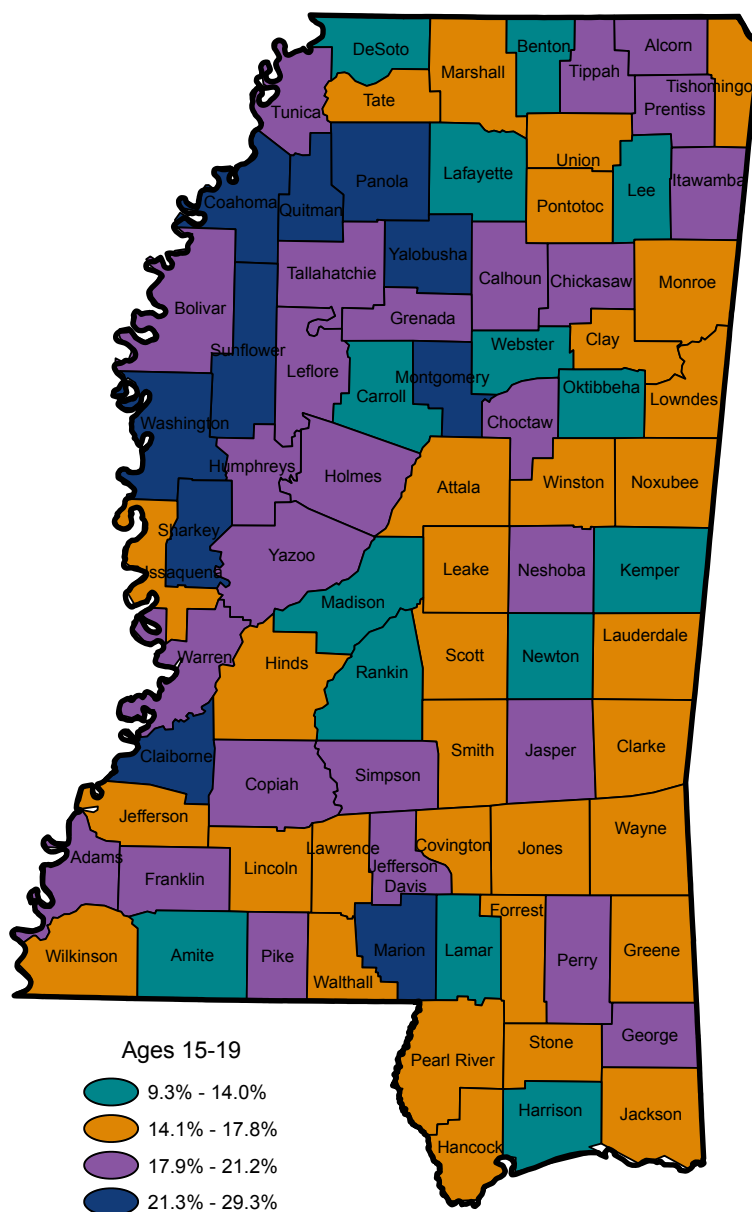 DeSoto
Benton
Alcorn
Marshall
Tippah
Tishomingo
Tate
Tunica
Prentiss
Union
Panola
Lafayette
Lee
Itawamba
Coahoma
Quitman
Pontotoc
Yalobusha
Tallahatchie
Calhoun
Chickasaw
Monroe
Bolivar
Grenada
Sunflower
Webster
Clay
Leflore
Montgomery
Carroll
Oktibbeha
Lowndes
Washington
Choctaw
Humphreys
Holmes
Attala
Winston
Noxubee
Sharkey
Yazoo
Leake
Neshoba
Kemper
Issaquena
Madison
Lauderdale
Warren
Hinds
Rankin
Scott
Newton
Claiborne
Smith
Jasper
Clarke
Copiah
Simpson
Jefferson
Wayne
Covington
Lawrence
Jones
Adams
Franklin
Lincoln
Jefferson
Davis
Forrest
Wilkinson
Amite
Pike
Marion
Lamar
Greene
Perry
Walthall
George
Stone
Pearl River
Harrison
Jackson
Hancock
Ages 15-19
9.3% - 14.0%
14.1% - 17.8%
17.9% - 21.2%
21.3% - 29.3%